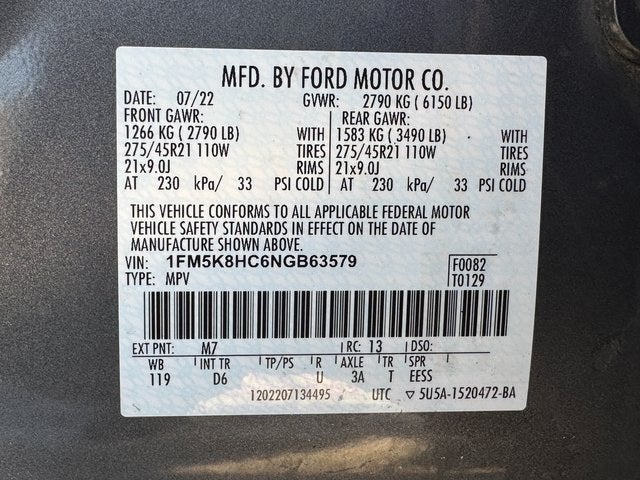 MFD. BY FORD MOTOR CO.
DATE: 07/22 GVWR: 2790 KG ( 6150 LB)
FRONT GAWR: REAR GAWR:
1266 KG ( 2790 LB) WITH 1583 KG ( 3490 LB) WITH
275/45R21 110W TIRES 275/45R21 110W TIRES
21x9.0J RIMS 21x9.0J RIMS
AT 230 kPa/ 33 PSI COLD AT 230 kPa/ 33 PSI COLD
THIS VEHICLE CONFORMS TO ALL APPLICABLE FEDERAL MOTOR
VEHICLE SAFETY STANDARDS IN EFFECT ON THE DATE OF
MANUFACTURE SHOWN ABOVE.
VIN: 1FM5K8HC6NGB63579 F0082
TYPE: MPV T0129
EXT PNT: M7 RC: 13 DSO:
WB INT TR TP/PS R AXLE TR SPR
119 D6 U 3A T EESS
1202207134495 UTC ▽ 5U5A-1520472-BA